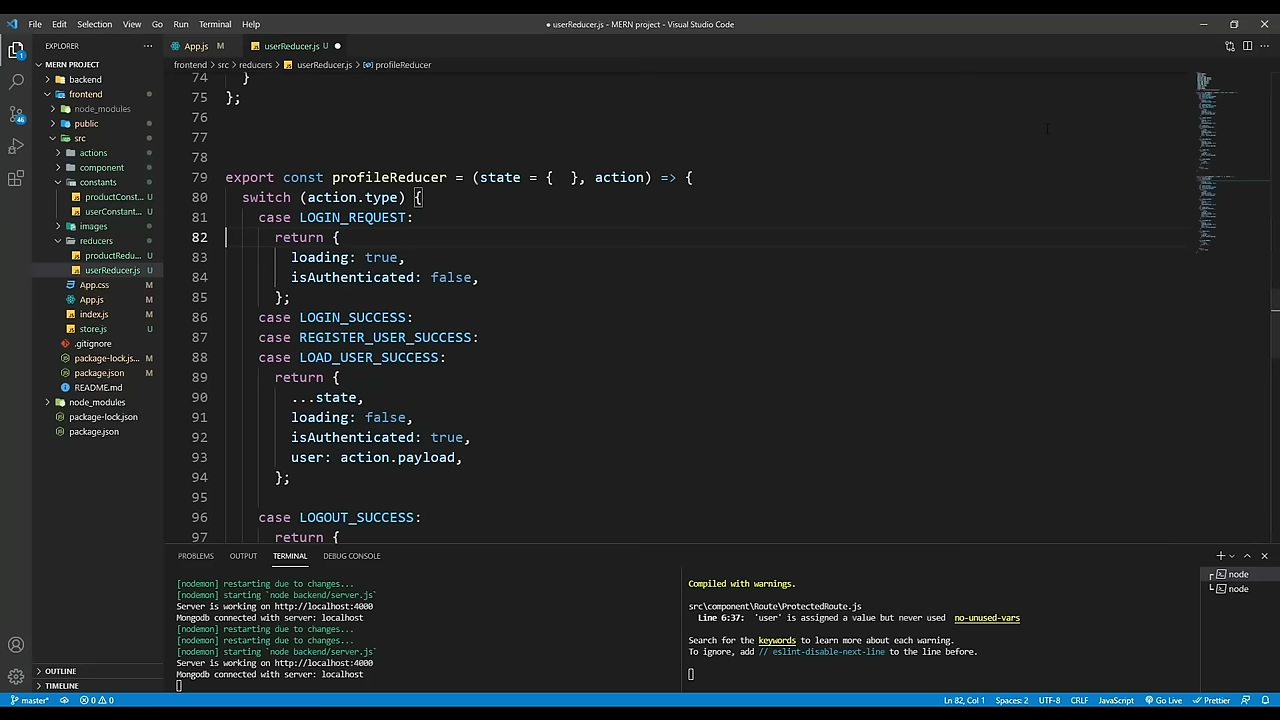 File Edit Selection View Go Run Terminal Help
● userReducer.js - MERN project - Visual Studio Code
EXPLORER
MERN PROJECT
backend
frontend
node_modules
public
src
actions
component
constants
productConst... U
userConstant... U
images
reducers
productRedu... U
userReducer.js U
App.css M
App.js M
index.js M
store.js U
.gitignore
package-lock.js... M
package.json M
README.md
node_modules
package-lock.json
package.json
OUTLINE
TIMELINE
App.js M
userReducer.js U ●
frontend > src > reducers > userReducer.js > profileReducer
74 }
75 };
76
77
78
79 export const profileReducer = (state = {  }, action) => {
80 switch (action.type) {
81 case LOGIN_REQUEST:
82 return {
83 loading: true,
84 isAuthenticated: false,
85 };
86 case LOGIN_SUCCESS:
87 case REGISTER_USER_SUCCESS:
88 case LOAD_USER_SUCCESS:
89 return {
90 ...state,
91 loading: false,
92 isAuthenticated: true,
93 user: action.payload,
94 };
95
96 case LOGOUT_SUCCESS:
97 return {
PROBLEMS OUTPUT TERMINAL DEBUG CONSOLE
[nodemon] restarting due to changes...
[nodemon] starting `node backend/server.js`
Server is working on http://localhost:4000
Mongodb connected with server: localhost
[nodemon] restarting due to changes...
[nodemon] restarting due to changes...
[nodemon] starting `node backend/server.js`
Server is working on http://localhost:4000
Mongodb connected with server: localhost
Compiled with warnings.
src\component\Route\ProtectedRoute.js
Line 6:37: 'user' is assigned a value but never used no-unused-vars
Search for the keywords to learn more about each warning.
To ignore, add // eslint-disable-next-line to the line before.
node
node
1
46
master* 0 0
Ln 82, Col 1 Spaces: 2 UTF-8 CRLF JavaScript Go Live Prettier